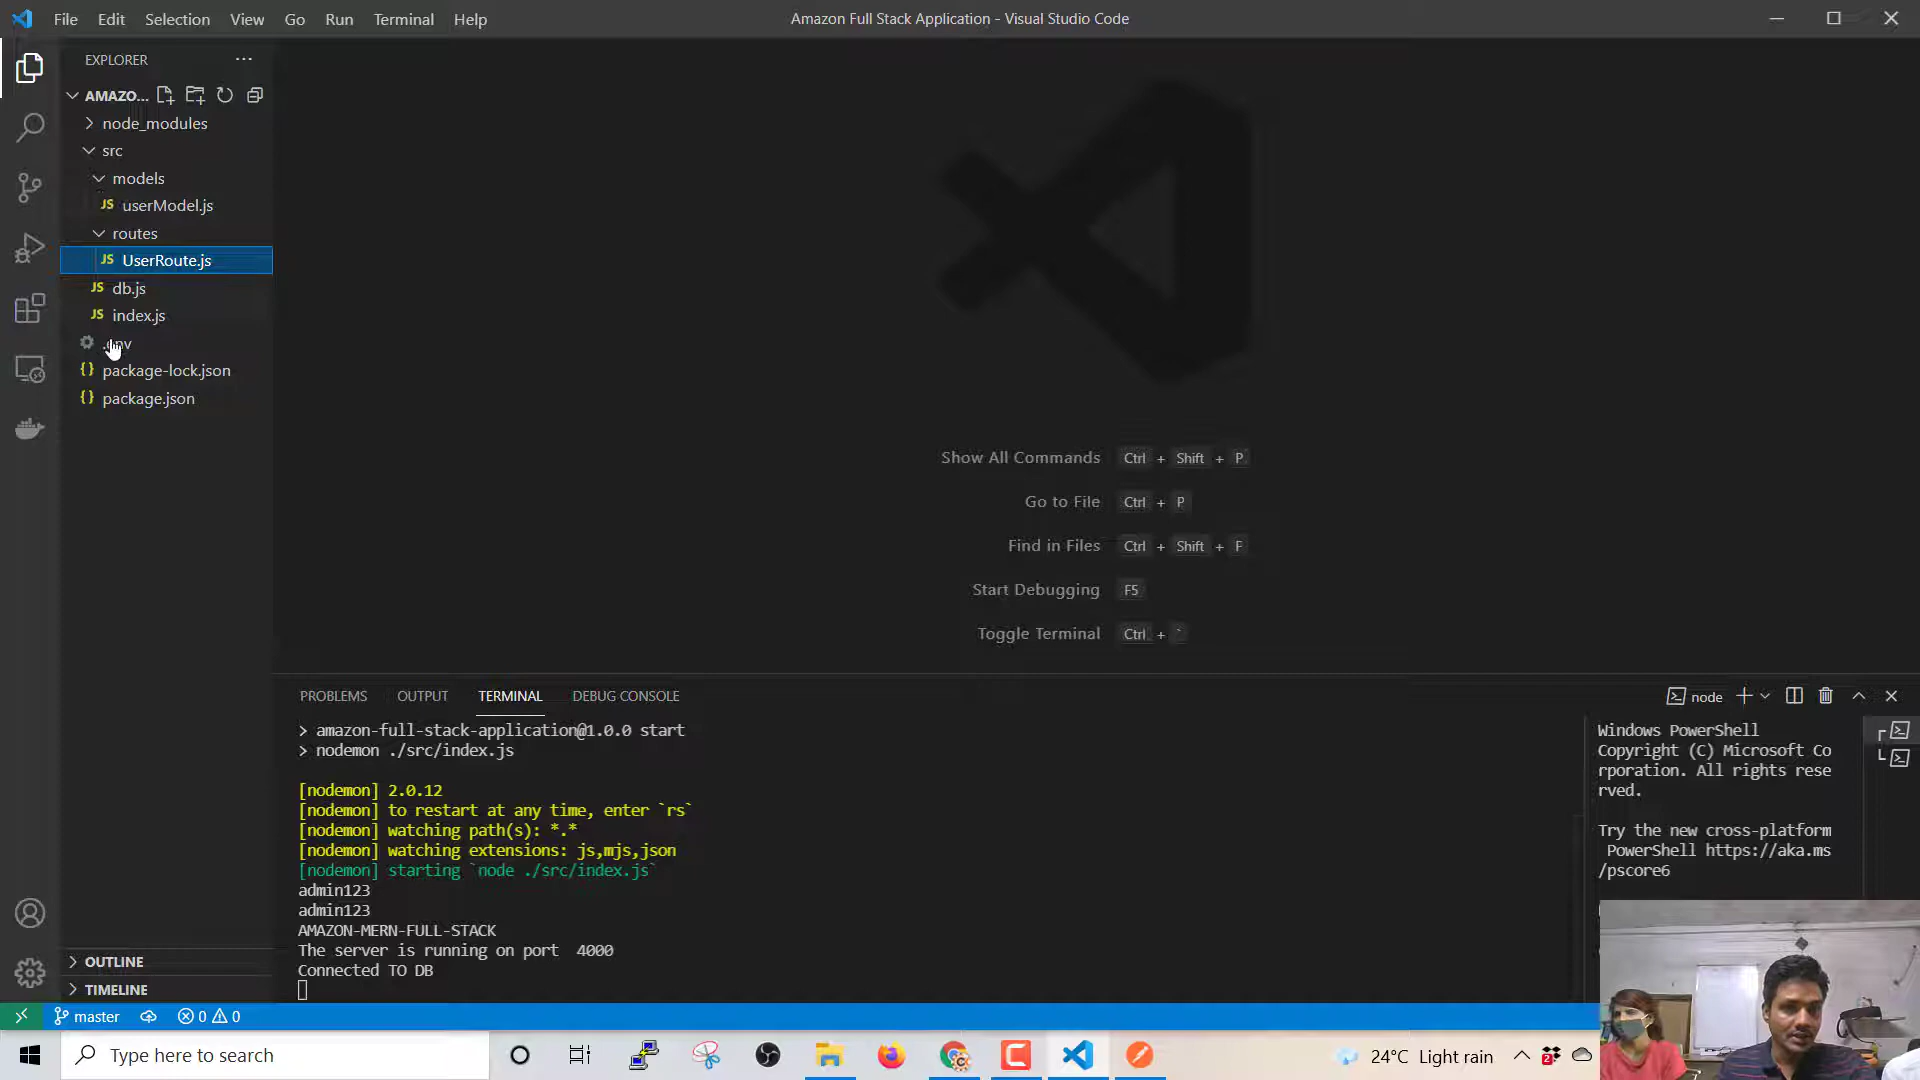 File Edit Selection View Go Run Terminal Help
Amazon Full Stack Application - Visual Studio Code
EXPLORER
AMAZO...
node_modules
src
models
JS userModel.js
routes
JS UserRoute.js
JS db.js
JS index.js
.env
{} package-lock.json
{} package.json
OUTLINE
TIMELINE
Show All Commands Ctrl + Shift + P
Go to File Ctrl + P
Find in Files Ctrl + Shift + F
Start Debugging F5
Toggle Terminal Ctrl + `
PROBLEMS OUTPUT TERMINAL DEBUG CONSOLE
node
> amazon-full-stack-application@1.0.0 start
> nodemon ./src/index.js
[nodemon] 2.0.12
[nodemon] to restart at any time, enter `rs`
[nodemon] watching path(s): *.*
[nodemon] watching extensions: js,mjs,json
[nodemon] starting `node ./src/index.js`
admin123
admin123
AMAZON-MERN-FULL-STACK
The server is running on port  4000
Connected TO DB
Windows PowerShell
Copyright (C) Microsoft Co
rporation. All rights rese
rved.
Try the new cross-platform
PowerShell https://aka.ms
/pscore6
master 0 0
Type here to search
24°C Light rain
2